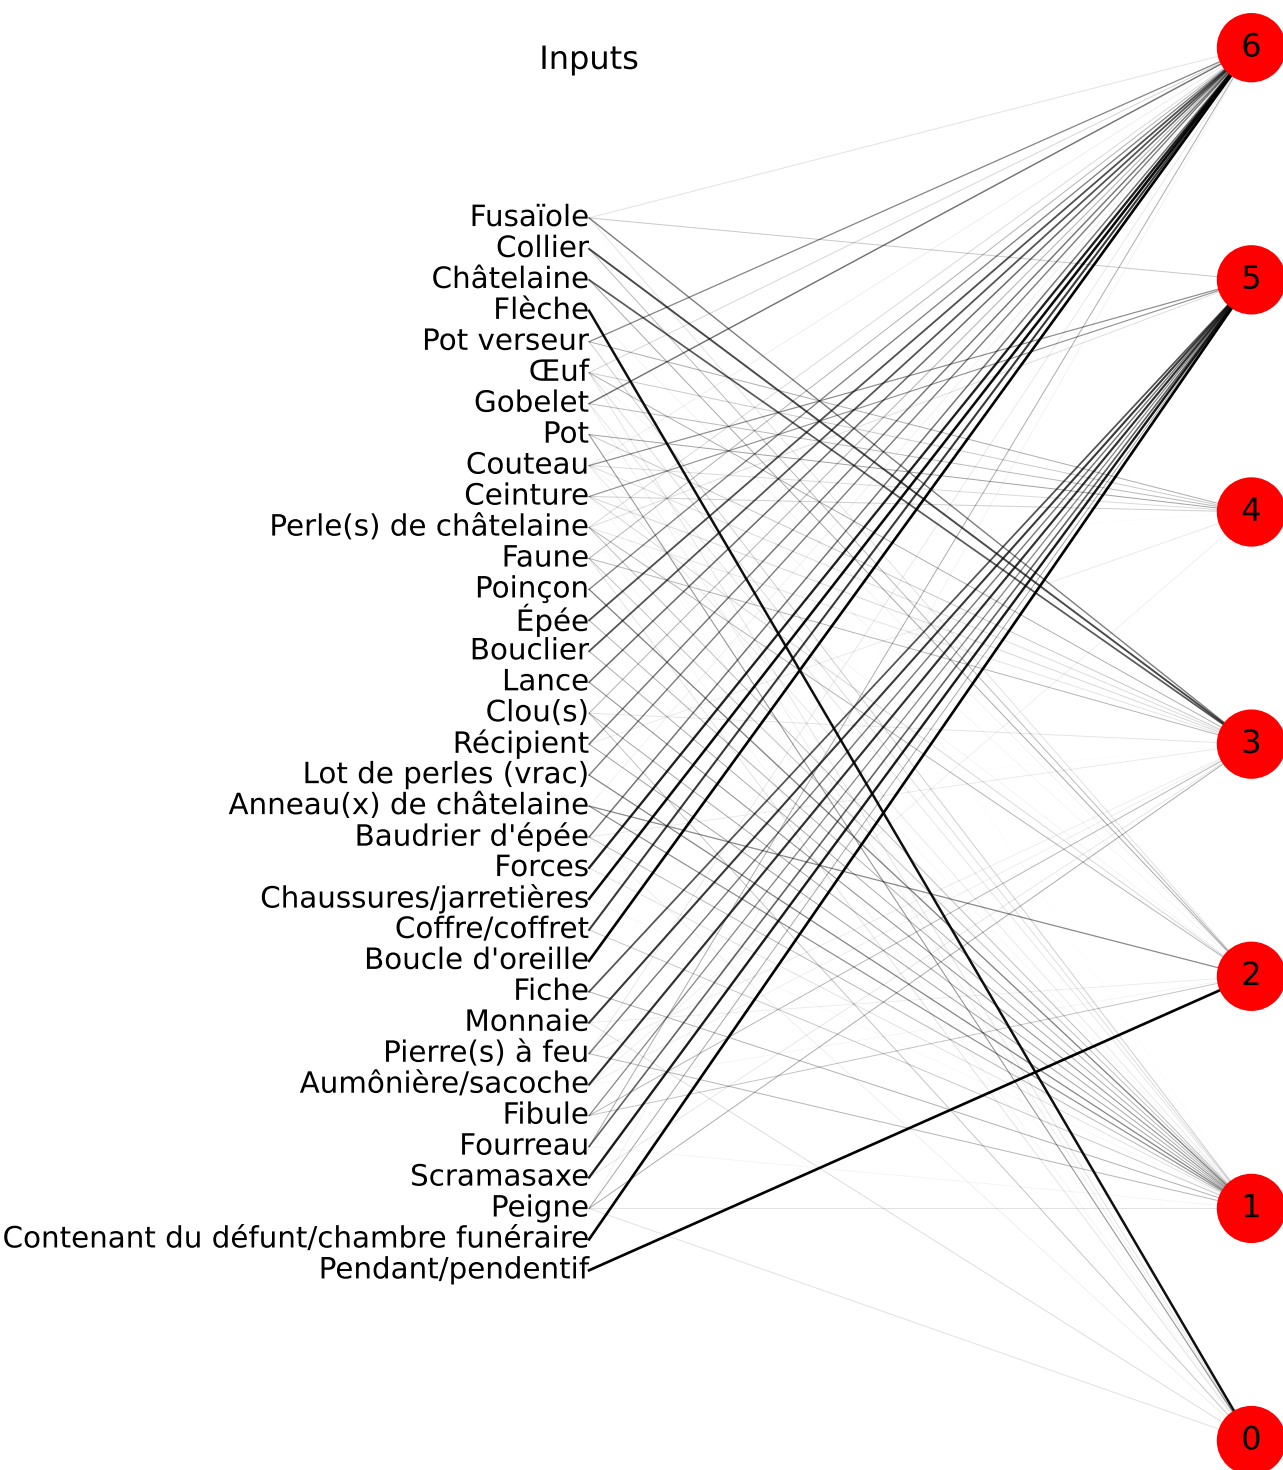 Inputs
Fusaïole
Collier
Châtelaine
Flèche
Pot verseur
Œuf
Gobelet
Pot
Couteau
Ceinture
Perle(s) de châtelaine
Faune
Poinçon
Épée
Bouclier
Lance
Clou(s)
Récipient
Lot de perles (vrac)
Anneau(x) de châtelaine
Baudrier d'épée
Forces
Chaussures/jarretières
Coffre/coffret
Boucle d'oreille
Fiche
Monnaie
Pierre(s) à feu
Aumônière/sacoche
Fibule
Fourreau
Scramasaxe
Peigne
Contenant du défunt/chambre funéraire
Pendant/pendentif
6
5
4
3
2
1
0